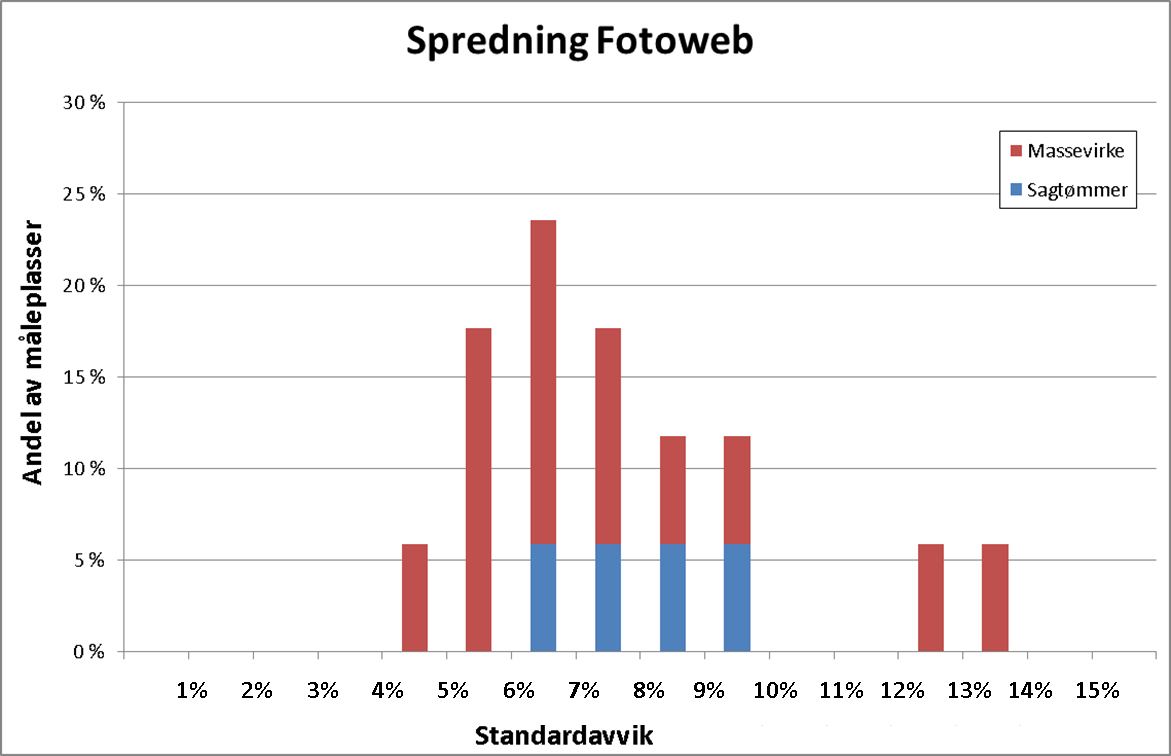 Spredning Fotoweb
30 %
25 %
20 %
15 %
10 %
5 %
0 %
Andel av måleplasser
Massevirke
Sagtømmer
1% 2% 3% 4% 5% 6% 7% 8% 9% 10% 11% 12% 13% 14% 15%
Standardavvik